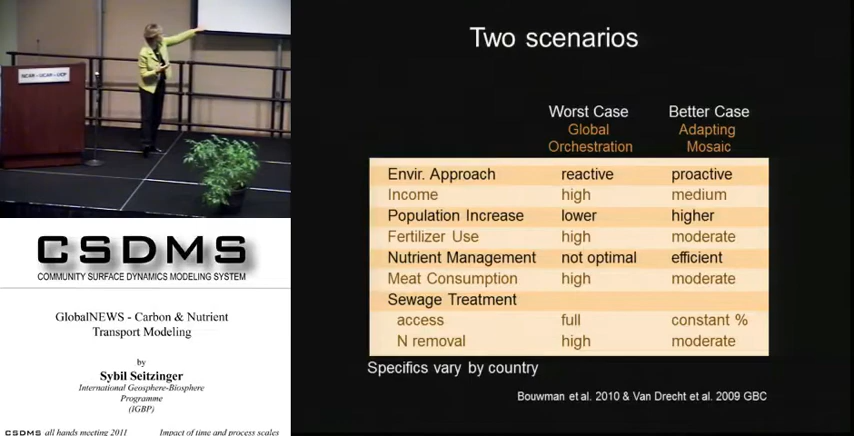 NCAR – UCAR – UOP
CSDMS
COMMUNITY SURFACE DYNAMICS MODELING SYSTEM
GlobalNEWS - Carbon & Nutrient
Transport Modeling
by
Sybil Seitzinger
International Geosphere-Biosphere
Programme
(IGBP)
CSDMS all hands meeting 2011 Impact of time and process scales
Two scenarios
Worst Case Better Case
Global Adapting
Orchestration Mosaic
Envir. Approach reactive proactive
Income high medium
Population Increase lower higher
Fertilizer Use high moderate
Nutrient Management not optimal efficient
Meat Consumption high moderate
Sewage Treatment
access full constant %
N removal high moderate
Specifics vary by country
Bouwman et al. 2010 & Van Drecht et al. 2009 GBC